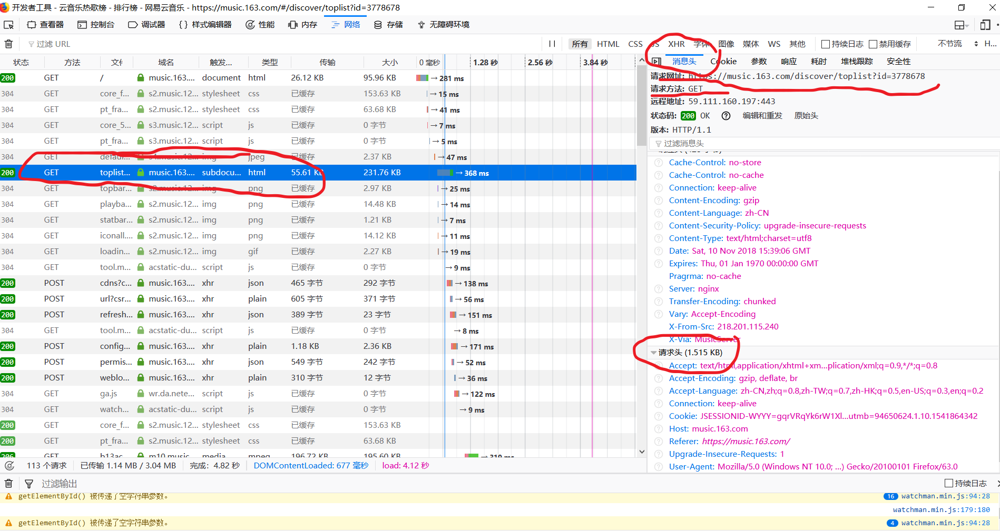 开发者工具 - 云音乐热歌榜 - 排行榜 - 网易云音乐 - https://music.163.com/#/discover/toplist?id=3778678
查看器 控制台 调试器 {} 样式编辑器 性能 内存 网络 存储 无障碍环境
过滤 URL 所有 HTML CSS JS XHR 字体 图像 媒体 WS 其他 持续日志 禁用缓存 不节流 H...
状态 方法 文件 域名 触发... 类型 传输 大小 0 毫秒 1.28 秒 2.56 秒 3.84 秒
200 GET / music.163.... document html 26.12 KB 95.96 KB → 281 ms
304 GET core_f... s2.music.12... stylesheet css 已缓存 153.63 KB → 15 ms
304 GET pt_fra... s2.music.12... stylesheet css 已缓存 63.68 KB → 41 ms
304 GET core_5... s3.music.12... script js 已缓存 0 字节 → 7 ms
304 GET pt_fra... s3.music.12... script js 已缓存 0 字节 → 5 ms
304 GET defaul... s4.music.12... img jpeg 已缓存 2.37 KB → 47 ms
200 GET toplist... music.163.... subdocu... html 55.61 KB 231.76 KB → 368 ms
304 GET topbar... s2.music.12... img png 已缓存 2.97 KB → 25 ms
304 GET playba... s2.music.12... img png 已缓存 14.48 KB → 14 ms
304 GET statbar... s2.music.12... img png 已缓存 1.21 KB → 7 ms
304 GET iconall.... s2.music.12... img png 已缓存 14.12 KB → 11 ms
304 GET loadin... s2.music.12... img gif 已缓存 2.27 KB → 19 ms
304 GET tool.m... acstatic-du... script js 已缓存 0 字节 → 9 ms
200 POST cdns?c... music.163.... xhr json 465 字节 292 字节 → 138 ms
200 POST url?csr... music.163.... xhr plain 605 字节 371 字节 → 56 ms
200 POST refresh... music.163.... xhr json 389 字节 23 字节 → 151 ms
304 GET tool.m... acstatic-du... script js 已缓存 0 字节 → 8 ms
200 POST config... music.163.... xhr plain 1.18 KB 2.36 KB → 171 ms
200 POST permis... music.163.... xhr json 549 字节 242 字节 → 52 ms
200 POST weblo... music.163.... xhr plain 310 字节 12 字节 → 36 ms
304 GET ga.js wr.da.nete... script js 已缓存 0 字节 → 122 ms
304 GET watch... acstatic-du... script js 已缓存 0 字节 → 9 ms
200 GET core_f... s2.music.12... stylesheet css 已缓存 153.63 KB
200 GET pt_fra... s2.music.12... stylesheet css 已缓存 63.68 KB
206 GET b13ac... m10.music... media mpeg 196.72 KB 195.60 KB → 319 ms
113 个请求 已传输 1.14 MB / 3.04 MB 完成: 4.82 秒 DOMContentLoaded: 677 毫秒 load: 4.12 秒
消息头 Cookie 参数 响应 耗时 堆栈跟踪 安全性
请求网址: https://music.163.com/discover/toplist?id=3778678
请求方法: GET
远程地址: 59.111.160.197:443
状态码: 200 OK 编辑和重发 原始头
版本: HTTP/1.1
过滤消息头
Cache-Control: no-store
Cache-Control: no-cache
Connection: keep-alive
Content-Encoding: gzip
Content-Language: zh-CN
Content-Security-Policy: upgrade-insecure-requests
Content-Type: text/html;charset=utf8
Date: Sat, 10 Nov 2018 15:39:06 GMT
Expires: Thu, 01 Jan 1970 00:00:00 GMT
Pragrma: no-cache
Server: nginx
Transfer-Encoding: chunked
Vary: Accept-Encoding
X-From-Src: 218.201.115.240
X-Via: MusicServer
请求头 (1.515 KB)
Accept: text/html,application/xhtml+xm...plication/xml;q=0.9,*/*;q=0.8
Accept-Encoding: gzip, deflate, br
Accept-Language: zh-CN,zh;q=0.8,zh-TW;q=0.7,zh-HK;q=0.5,en-US;q=0.3,en;q=0.2
Connection: keep-alive
Cookie: JSESSIONID-WYYY=gqrVRqYk6rW1Xl...utmb=94650624.1.10.1541864342
Host: music.163.com
Referer: https://music.163.com/
Upgrade-Insecure-Requests: 1
User-Agent: Mozilla/5.0 (Windows NT 10.0; ...) Gecko/20100101 Firefox/63.0
过滤输出 持续日志
getElementById() 被传递了空字符串参数。 16 watchman.min.js:94:28
watchman.min.js:179:180
getElementById() 被传递了空字符串参数。 4 watchman.min.js:94:28